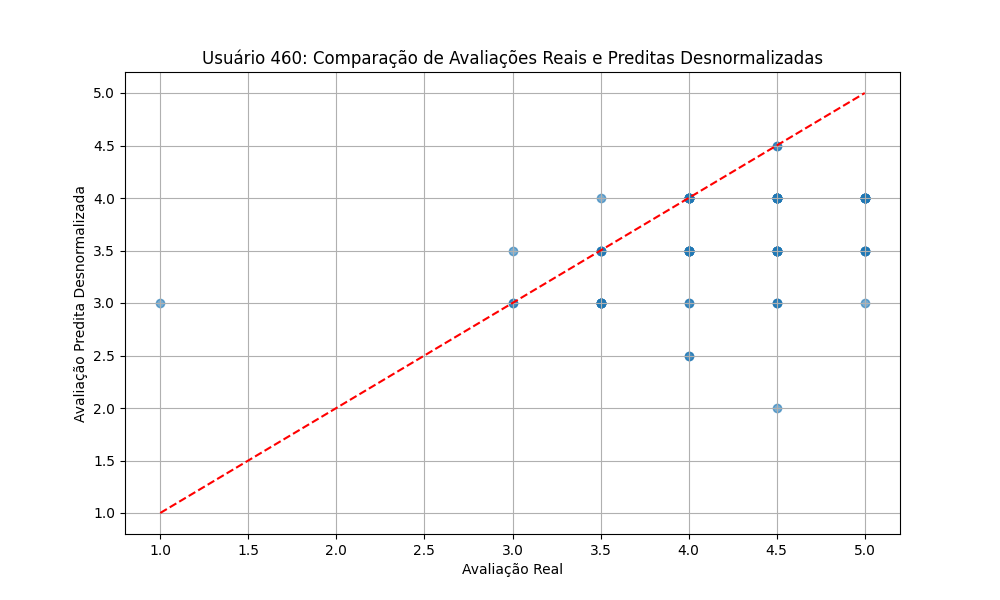 Usuário 460: Comparação de Avaliações Reais e Preditas Desnormalizadas
Avaliação Predita Desnormalizada
5.0
4.5
4.0
3.5
3.0
2.5
2.0
1.5
1.0
1.0 1.5 2.0 2.5 3.0 3.5 4.0 4.5 5.0
Avaliação Real